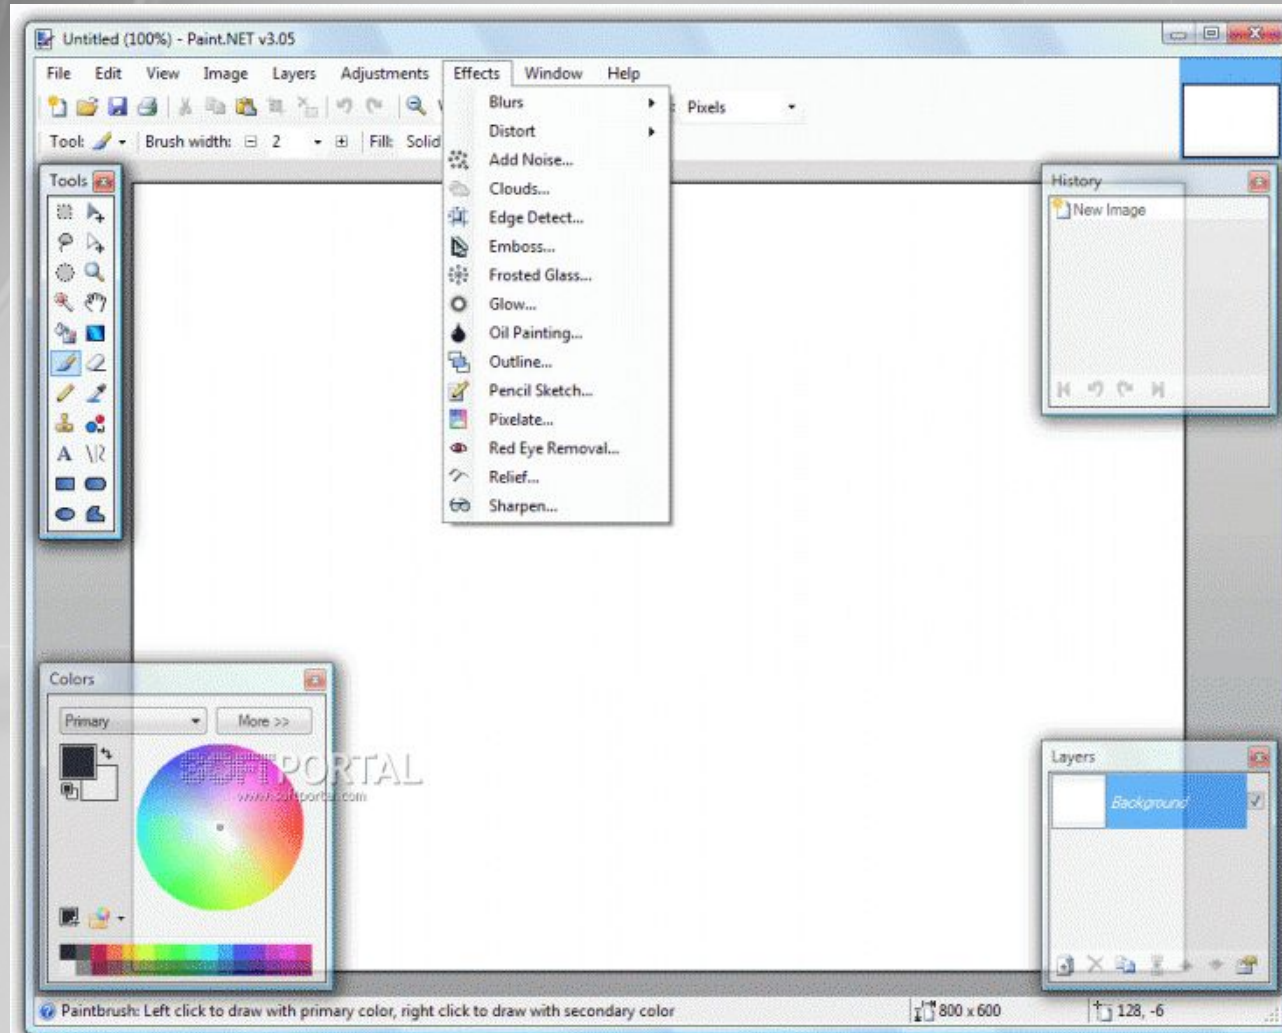 Untitled (100%) - Paint.NET v3.05
File Edit View Image Layers Adjustments Effects Window Help
Pixels
Tool: Brush width: 2 Fill: Solid
Blurs
Distort
Add Noise...
Clouds...
Edge Detect...
Emboss...
Frosted Glass...
Glow...
Oil Painting...
Outline...
Pencil Sketch...
Pixelate...
Red Eye Removal...
Relief...
Sharpen...
Tools
History
New Image
Colors
Primary More >>
SOFTPORTAL
www.softportal.com
Layers
Background
Paintbrush: Left click to draw with primary color, right click to draw with secondary color 800 x 600 128, -6